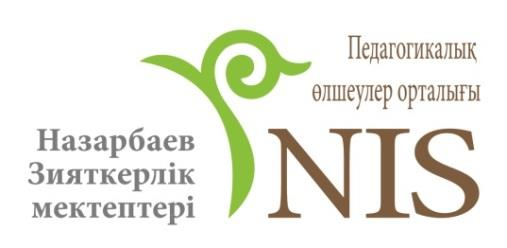 Педагогикалық
өлшеулер орталығы
Назарбаев
Зияткерлік
мектептері
NIS